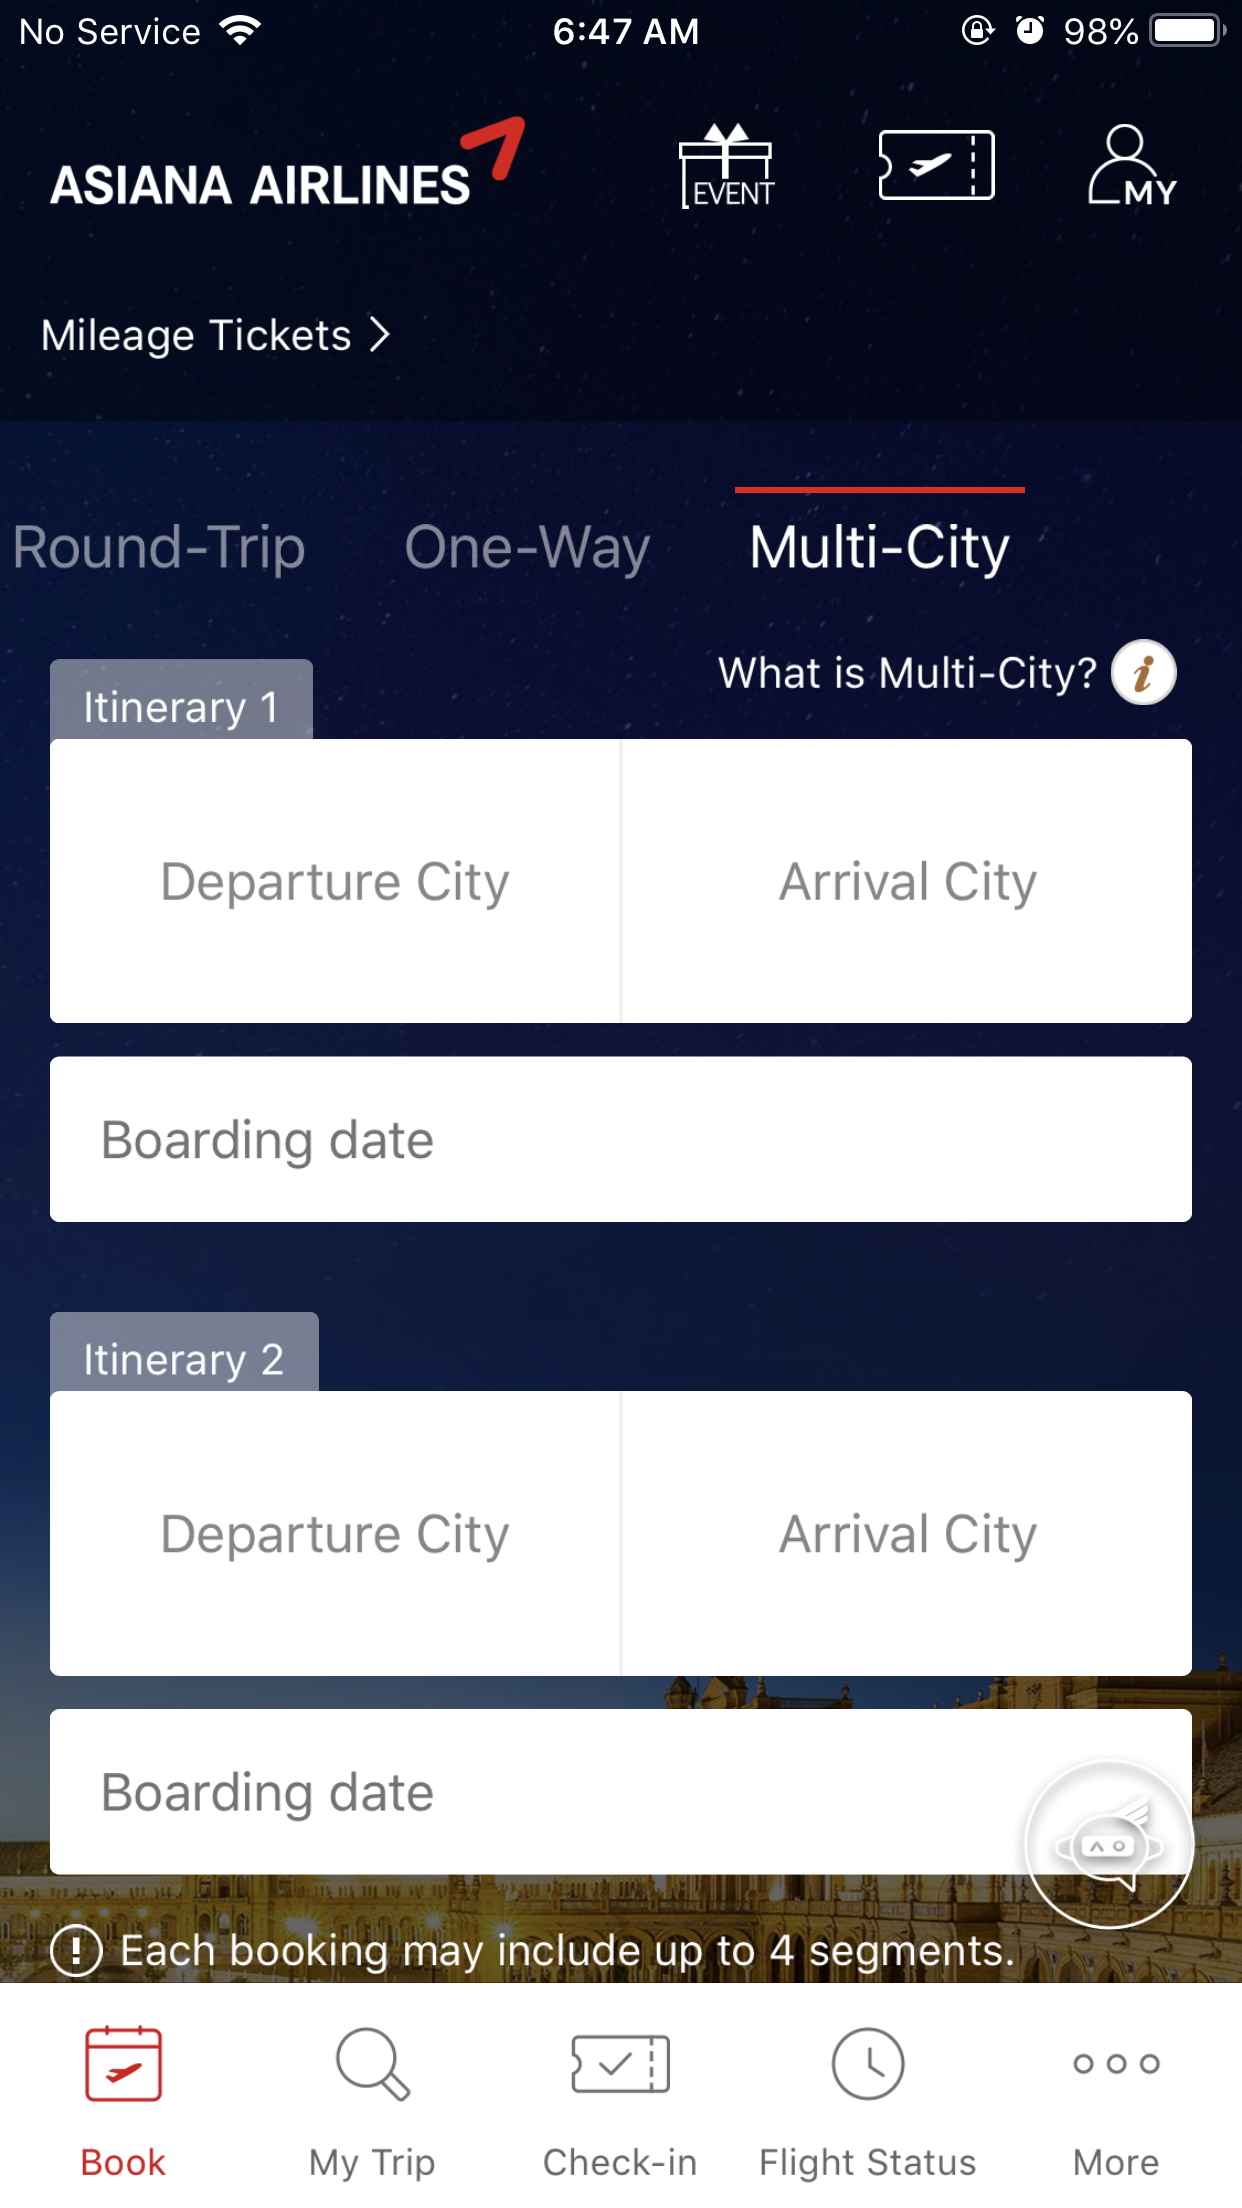 No Service 6:47 AM 98%
ASIANA AIRLINES
EVENT
MY
Mileage Tickets
Round-Trip One-Way Multi-City
What is Multi-City? i
Itinerary 1
Departure City Arrival City
Boarding date
Itinerary 2
Departure City Arrival City
Boarding date
Each booking may include up to 4 segments.
Book My Trip Check-in Flight Status More